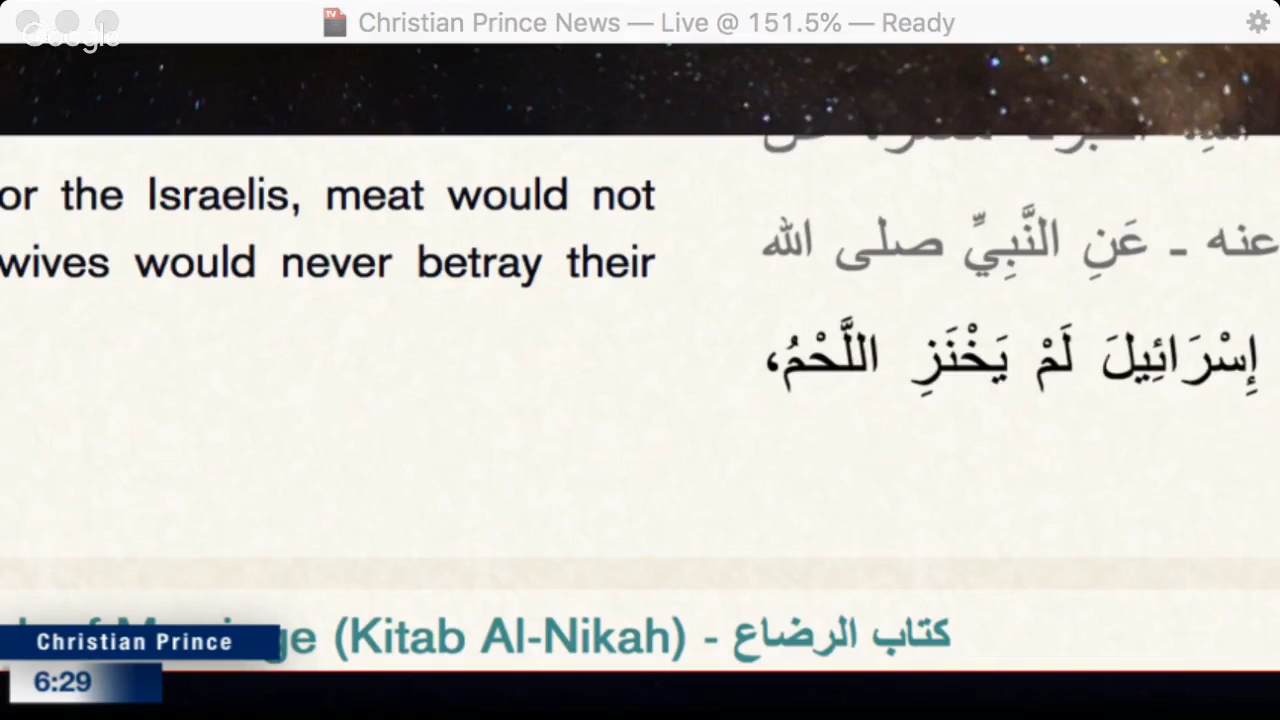 Christian Prince News — Live @ 151.5% — Ready
Google
or the Israelis, meat would not
wives would never betray their
عنه ـ عَنِ النَّبِيِّ صلى الله
إِسْرَائِيلَ لَمْ يَخْنَزِ اللَّحْمُ،
(Kitab Al-Nikah) - كتاب الرضاع
Christian Prince
6:29